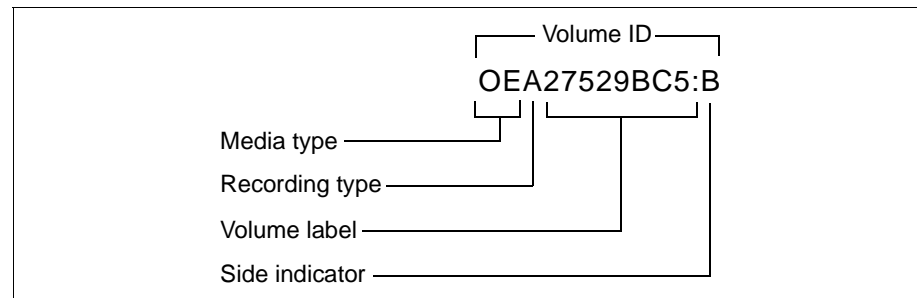 Volume ID
OEA27529BC5:B
Media type
Recording type
Volume label
Side indicator